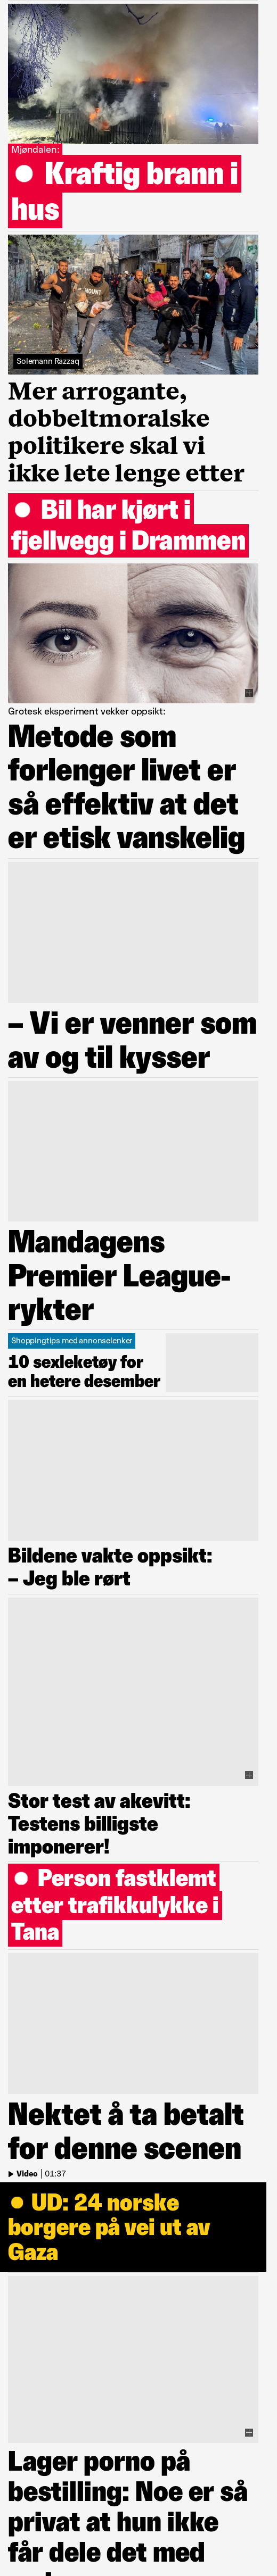 Mjøndalen:
Kraftig brann i
hus
MOUNT
Solemann Razzaq
Mer arrogante,
dobbeltmoralske
politikere skal vi
ikke lete lenge etter
Bil har kjørt i
fjellvegg i Drammen
Grotesk eksperiment vekker oppsikt:
Metode som
forlenger livet er
så effektiv at det
er etisk vanskelig
– Vi er venner som
av og til kysser
Mandagens
Premier League-
rykter
Shoppingtips med annonselenker
10 sexleketøy for
en hetere desember
Bildene vakte oppsikt:
– Jeg ble rørt
Stor test av akevitt:
Testens billigste
imponerer!
Person fastklemt
etter trafikkulykke i
Tana
Nektet å ta betalt
for denne scenen
Video | 01:37
UD: 24 norske
borgere på vei ut av
Gaza
Lager porno på
bestilling: Noe er så
privat at hun ikke
får dele det med